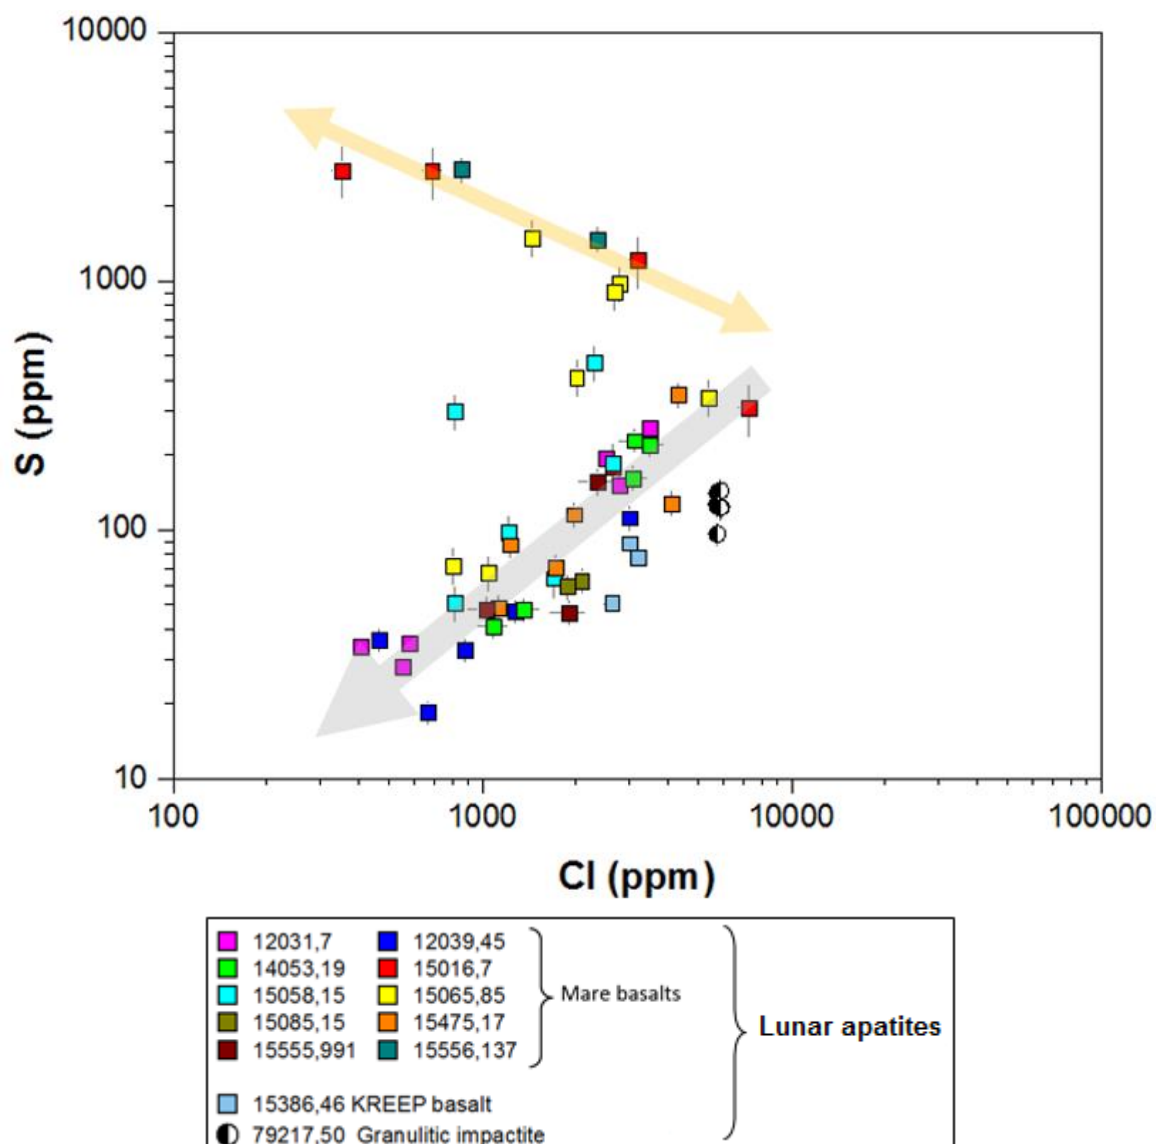 10000
1000
100
10
S (ppm)
100 1000 10000 100000
Cl (ppm)
12031,7 12039,45
14053,19 15016,7
15058,15 15065,85
15085,15 15475,17
15555,991 15556,137
Mare basalts
Lunar apatites
15386,46 KREEP basalt
79217,50 Granulitic impactite